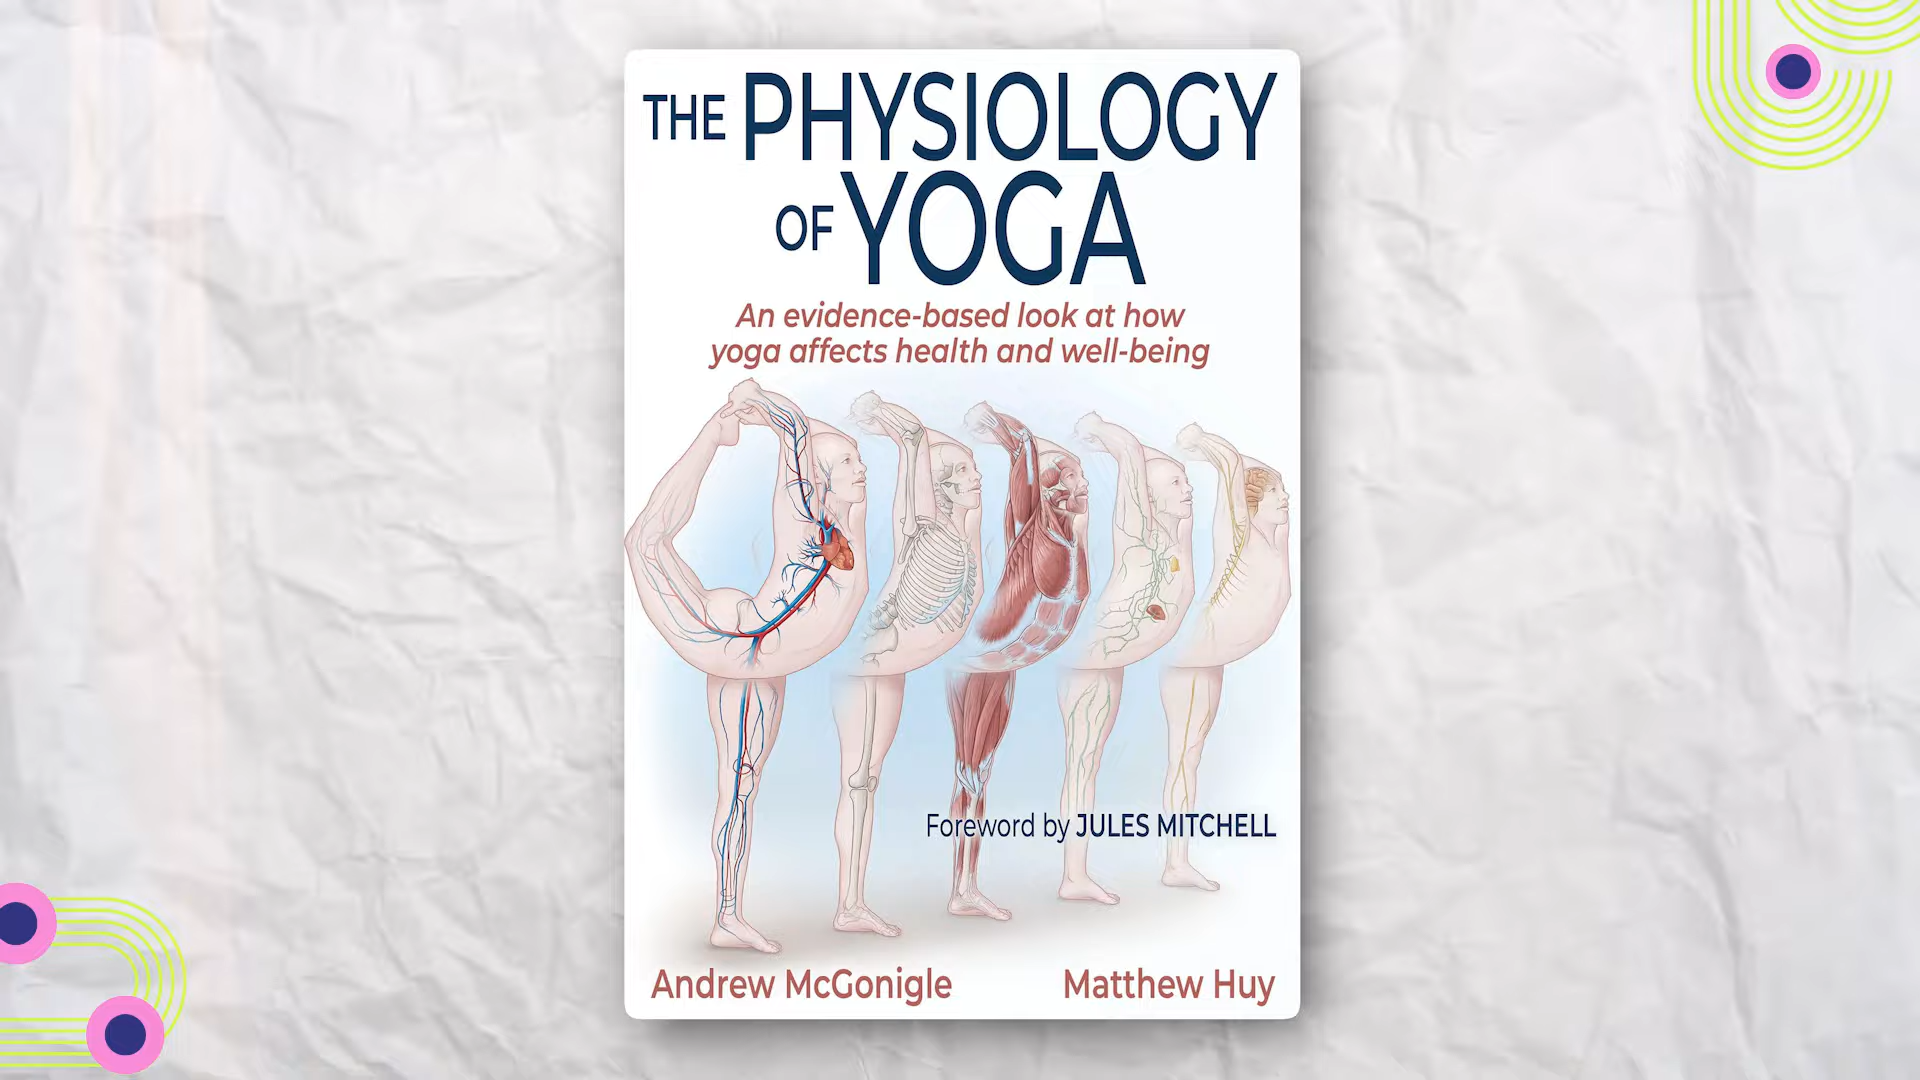 THE PHYSIOLOGY
OF YOGA
An evidence-based look at how
yoga affects health and well-being
Foreword by JULES MITCHELL
Andrew McGonigle Matthew Huy